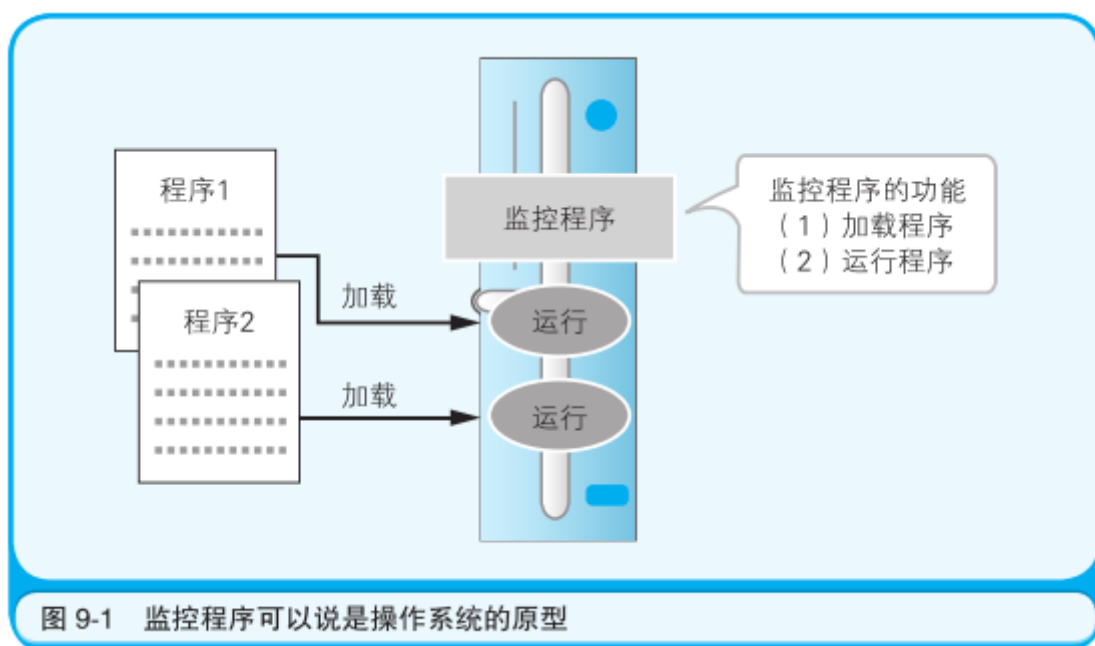 程序1
程序2
加载
加载
监控程序
运行
运行
监控程序的功能
（1）加载程序
（2）运行程序
图 9-1 监控程序可以说是操作系统的原型